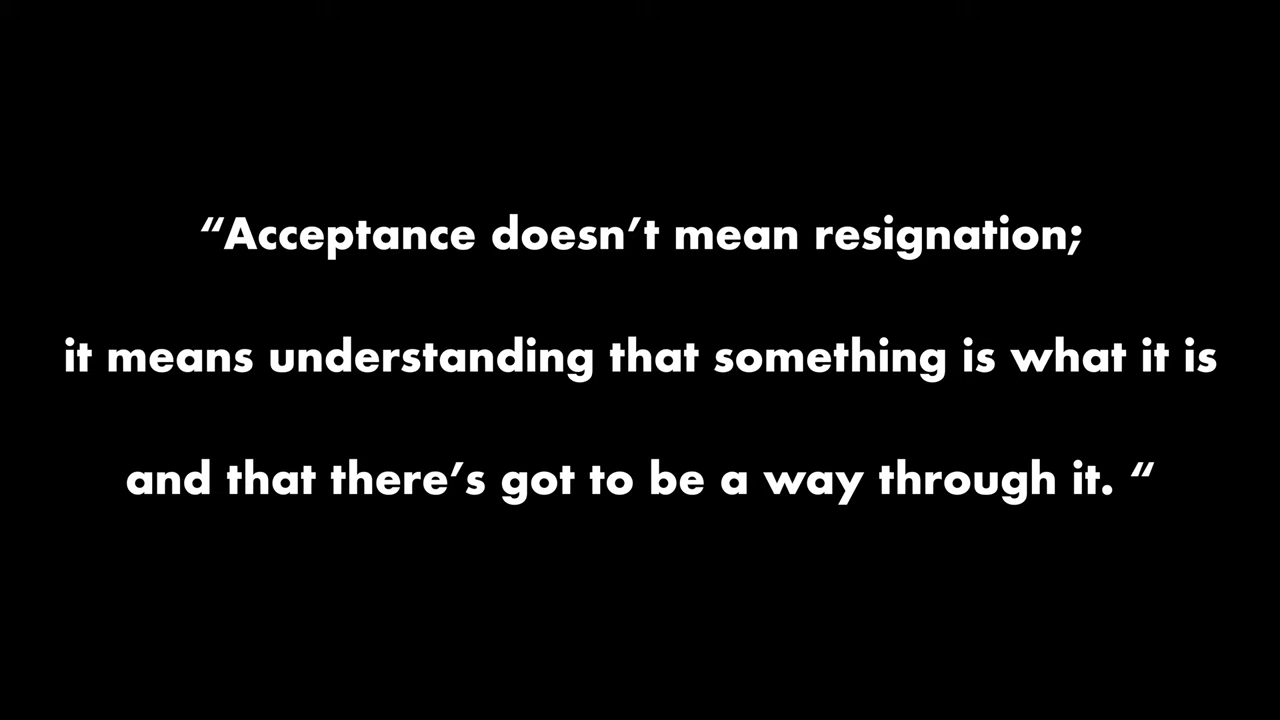 “Acceptance doesn’t mean resignation;
it means understanding that something is what it is
and that there’s got to be a way through it. “